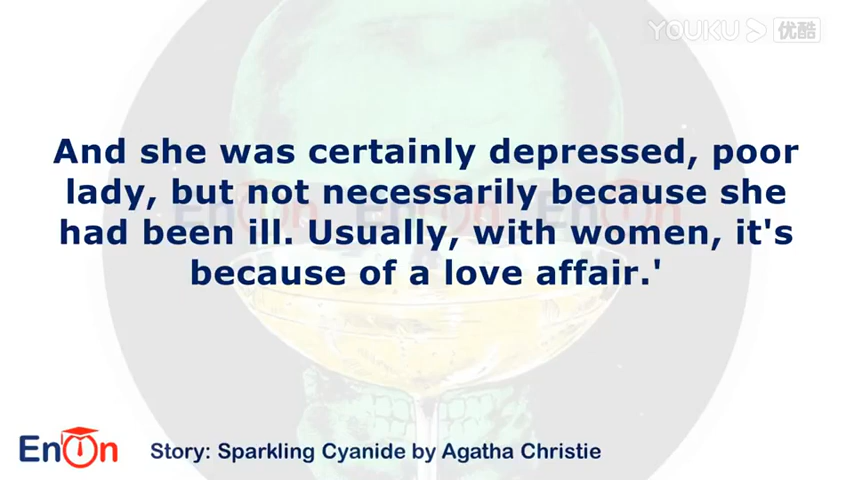 YOUKU 优酷
And she was certainly depressed, poor
lady, but not necessarily because she
had been ill. Usually, with women, it's
because of a love affair.'
EnOn
Story: Sparkling Cyanide by Agatha Christie